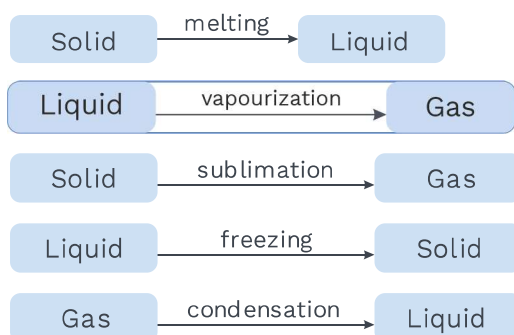 Solid melting Liquid
Liquid vapourization Gas
Solid sublimation Gas
Liquid freezing Solid
Gas condensation Liquid